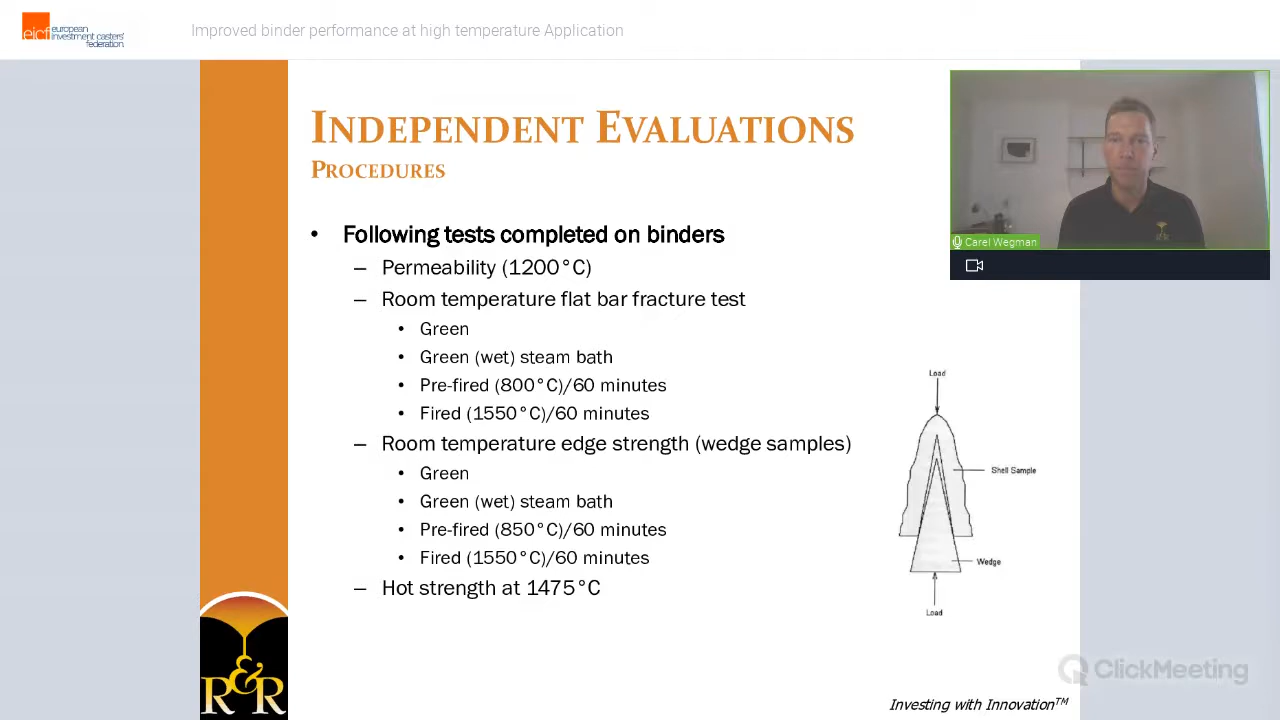 eicf european
investment casters'
federation.
Improved binder performance at high temperature Application
INDEPENDENT EVALUATIONS
PROCEDURES
• Following tests completed on binders
– Permeability (1200°C)
– Room temperature flat bar fracture test
• Green
• Green (wet) steam bath
• Pre-fired (800°C)/60 minutes
• Fired (1550°C)/60 minutes
– Room temperature edge strength (wedge samples)
• Green
• Green (wet) steam bath
• Pre-fired (850°C)/60 minutes
• Fired (1550°C)/60 minutes
– Hot strength at 1475°C
Carel Wegman
Load
Shell Sample
Wedge
Load
R&R
ClickMeeting
Investing with Innovation™